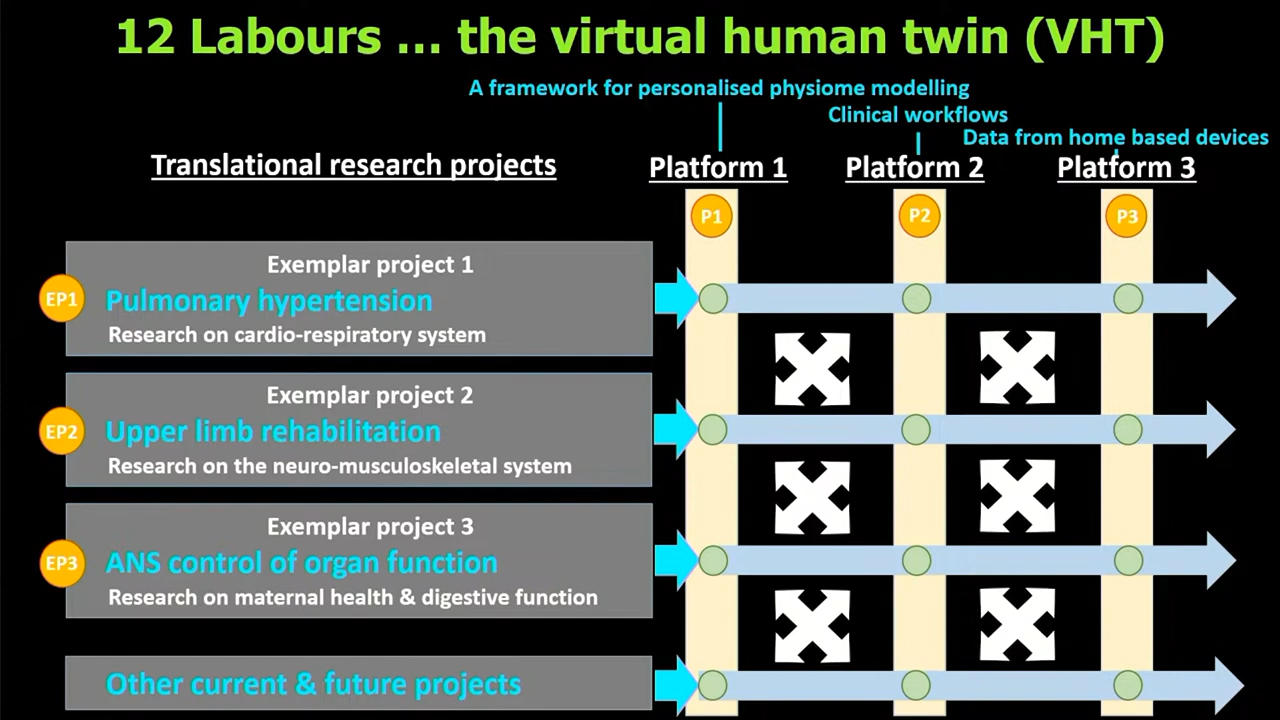 12 Labours ... the virtual human twin (VHT)
A framework for personalised physiome modelling
Clinical workflows
Data from home based devices
Translational research projects
Platform 1
Platform 2
Platform 3
P1
P2
P3
Exemplar project 1
EP1
Pulmonary hypertension
Research on cardio-respiratory system
Exemplar project 2
EP2
Upper limb rehabilitation
Research on the neuro-musculoskeletal system
Exemplar project 3
EP3
ANS control of organ function
Research on maternal health & digestive function
Other current & future projects